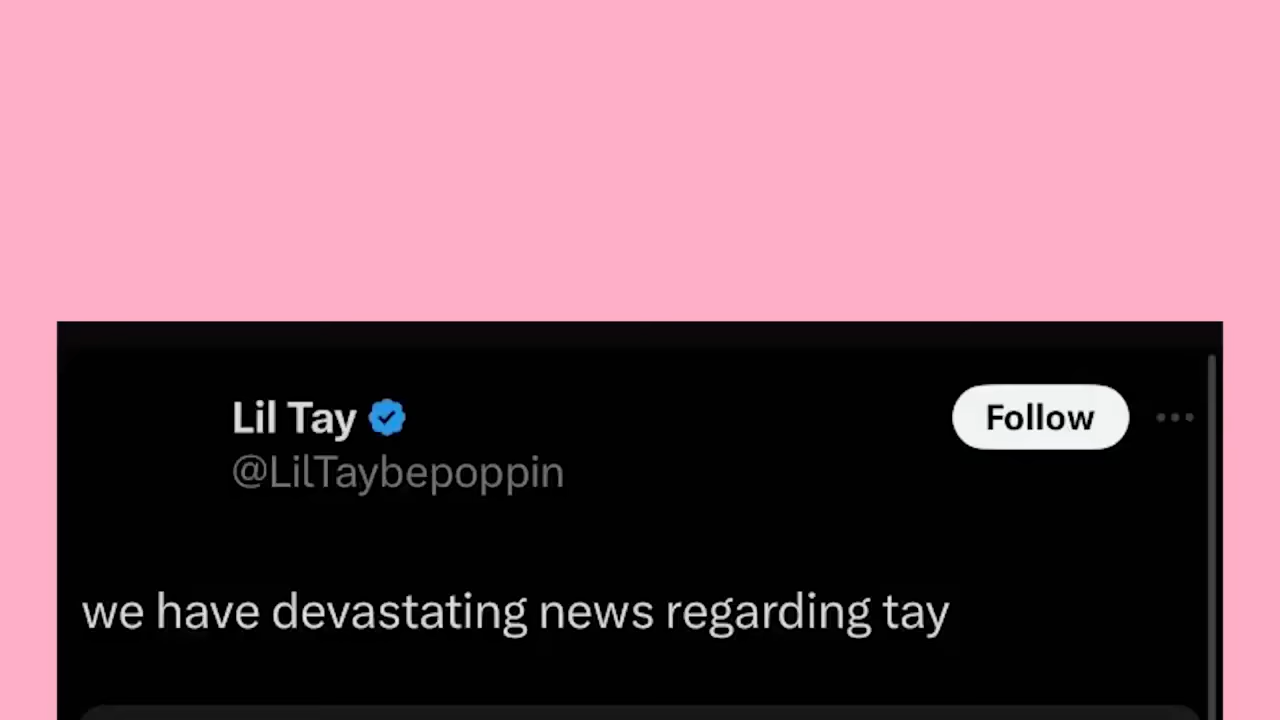 Lil Tay
Follow
@LilTaybepoppin
we have devastating news regarding tay